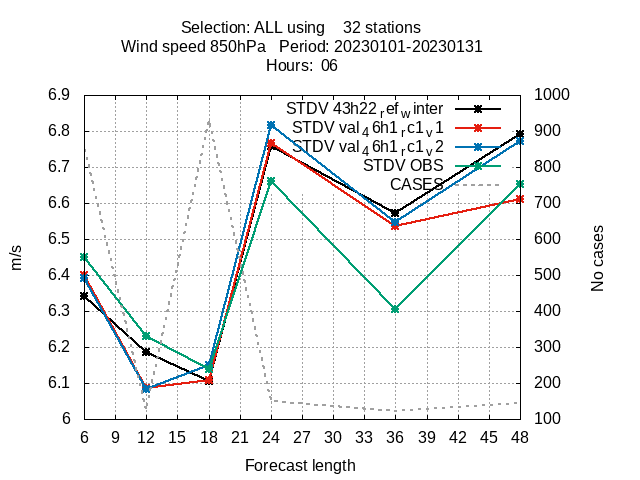 Selection: ALL using 32 stations
Wind speed 850hPa Period: 20230101-20230131
Hours: 06
6.9
6.8
6.7
6.6
6.5
6.4
6.3
6.2
6.1
6
1000
900
800
700
600
500
400
300
200
100
STDV 43h22refwinter
STDV val46h1rc1v1
STDV val46h1rc1v2
STDV OBS
CASES
m/s
No cases
6 9 12 15 18 21 24 27 30 33 36 39 42 45 48
Forecast length